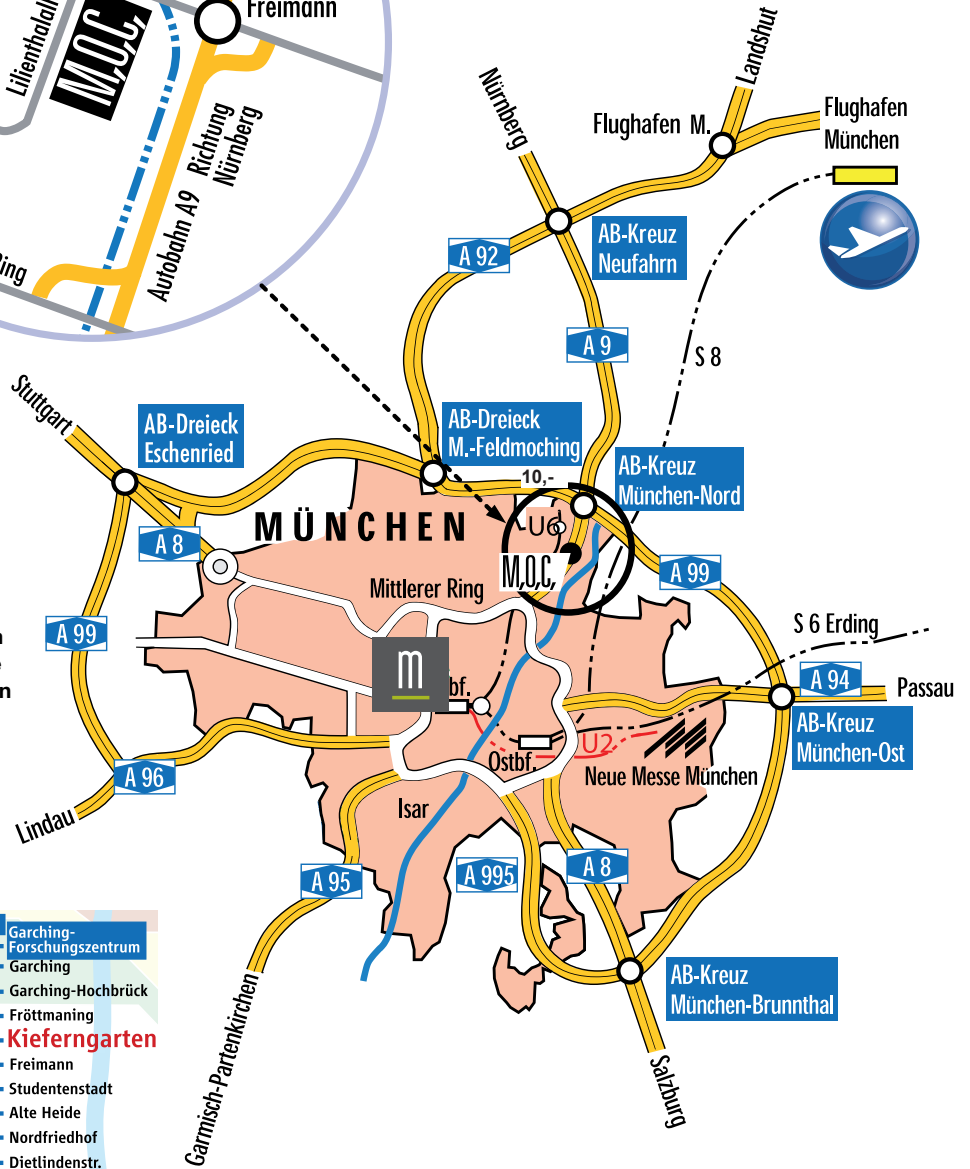 Freimann
Lilienthalall
M,O,C,
Autobahn A9
Richtung
Nürnberg
Ring
Nürnberg
Landshut
Flughafen M.
Flughafen
München
AB-Kreuz
Neufahrn
A 92
A 9
S 8
Stuttgart
AB-Dreieck
Eschenried
AB-Dreieck
M.-Feldmoching
10,-
AB-Kreuz
München-Nord
MÜNCHEN
U6
A 8
M,O,C,
Mittlerer Ring
A 99
A 99
S 6 Erding
n
e
n
m
bf.
A 94
Passau
AB-Kreuz
München-Ost
U2
Ostbf.
Neue Messe München
A 96
Lindau
Isar
A 95
A 995
A 8
Garmisch-Partenkirchen
AB-Kreuz
München-Brunnthal
Salzburg
Garching-
Forschungszentrum
Garching
Garching-Hochbrück
Fröttmaning
Kieferngarten
Freimann
Studentenstadt
Alte Heide
Nordfriedhof
Dietlindenstr.